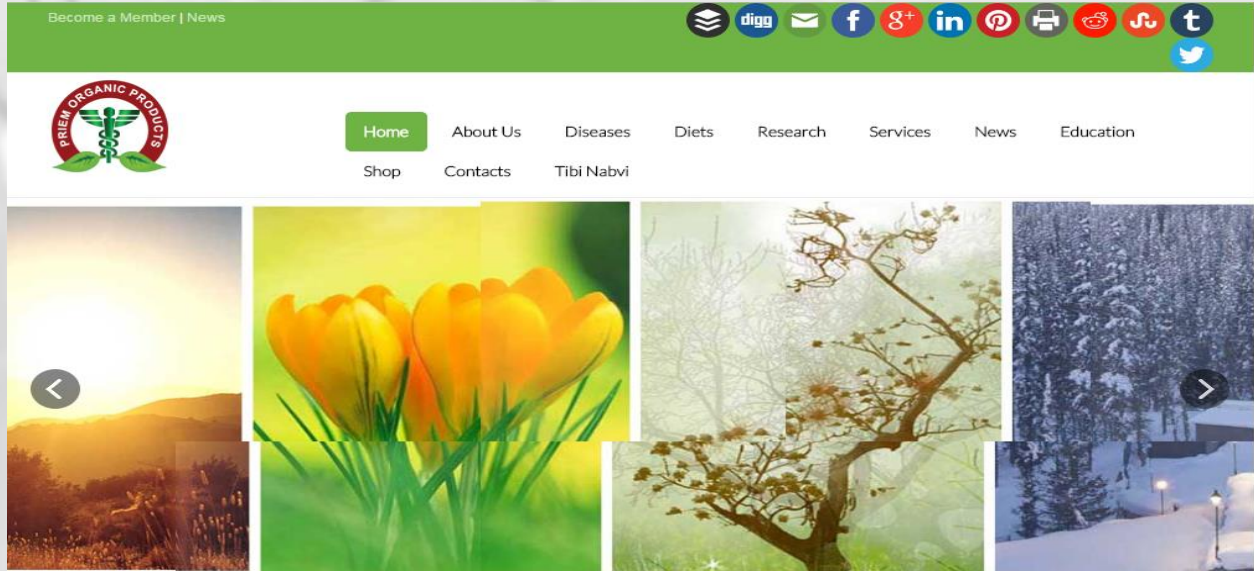 Become a Member | News
digg
PRIEM ORGANIC PRODUCTS
Home About Us Diseases Diets Research Services News Education
Shop Contacts Tibi Nabvi